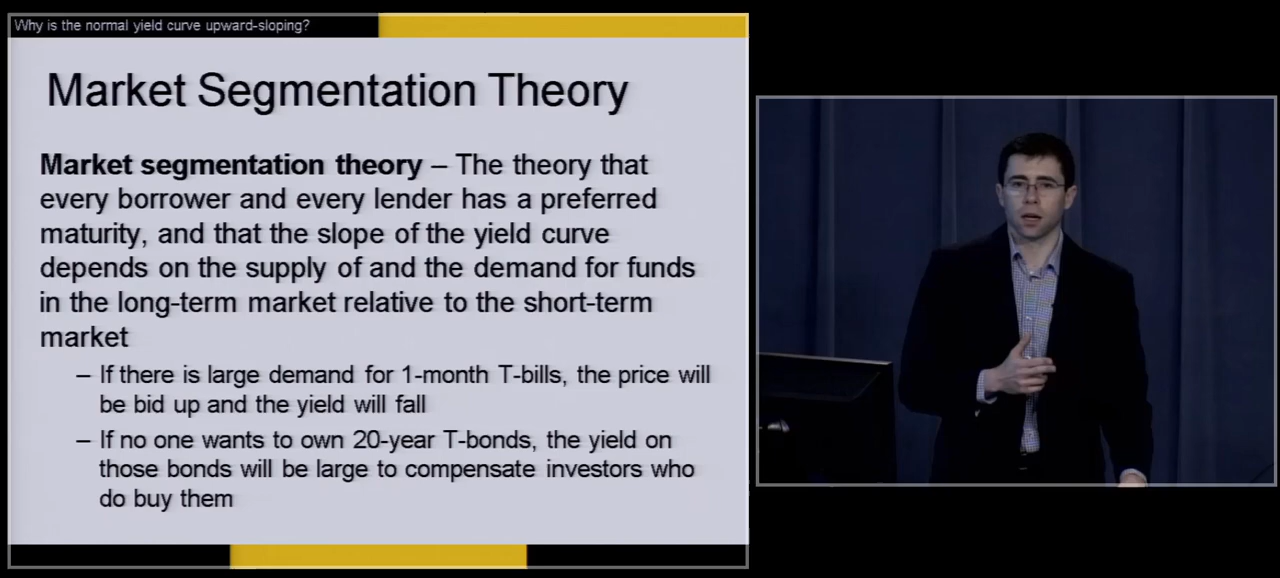 Why is the normal yield curve upward-sloping?
Market Segmentation Theory
Market segmentation theory – The theory that
every borrower and every lender has a preferred
maturity, and that the slope of the yield curve
depends on the supply of and the demand for funds
in the long-term market relative to the short-term
market
– If there is large demand for 1-month T-bills, the price will
be bid up and the yield will fall
– If no one wants to own 20-year T-bonds, the yield on
those bonds will be large to compensate investors who
do buy them